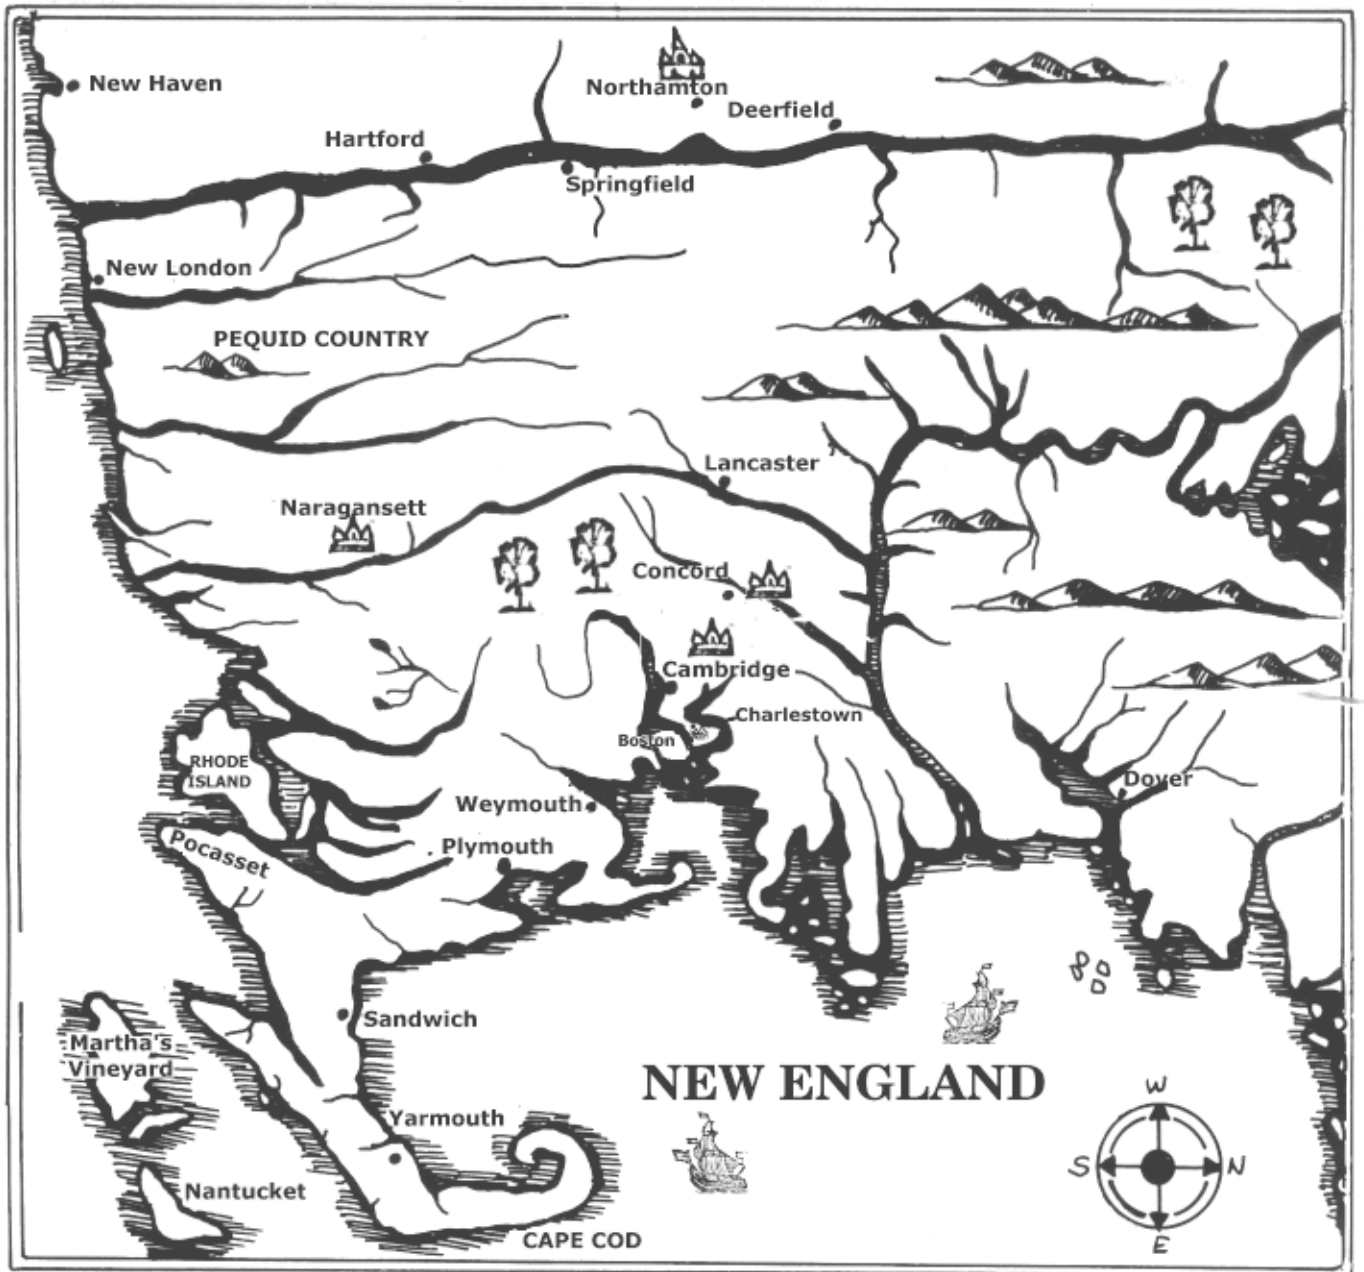 New Haven
Northamton
Deerfield
Hartford
Springfield
New London
PEQUID COUNTRY
Lancaster
Naragansett
Concord
Cambridge
Charlestown
Boston
RHODE
ISLAND
Dover
Weymouth
Plymouth
Pocasset
Sandwich
Martha's
Vineyard
NEW ENGLAND
Yarmouth
W
S
N
E
Nantucket
CAPE COD